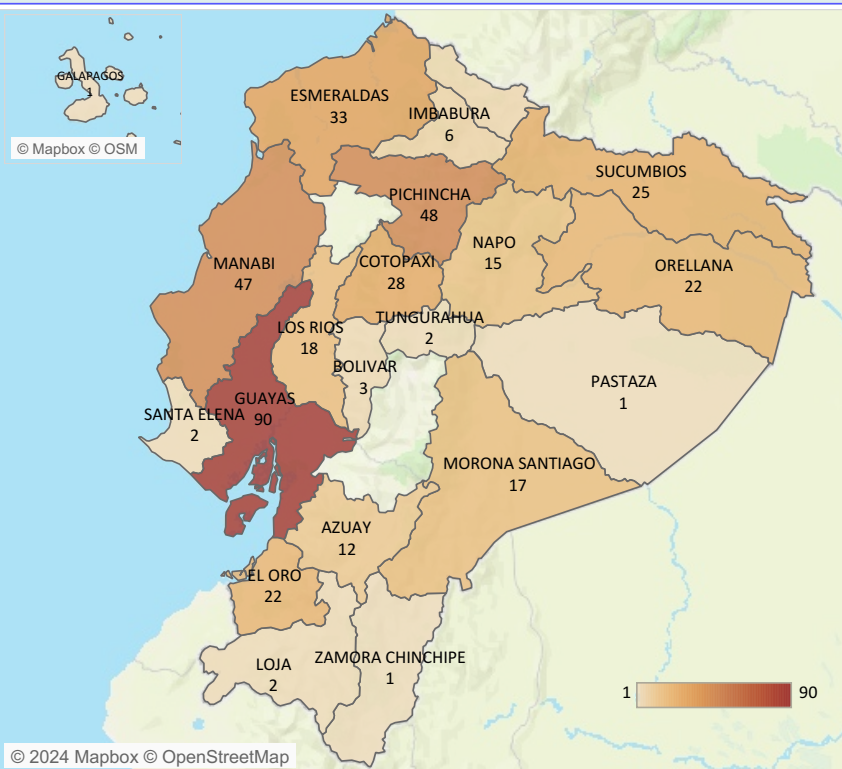 GALAPAGOS
1
© Mapbox © OSM
ESMERALDAS
33
IMBABURA
6
SUCUMBIOS
25
PICHINCHA
48
NAPO
15
MANABI
47
COTOPAXI
28
ORELLANA
22
TUNGURAHUA
2
LOS RIOS
18
BOLIVAR
3
PASTAZA
1
GUAYAS
90
SANTA ELENA
2
MORONA SANTIAGO
17
AZUAY
12
EL ORO
22
LOJA
2
ZAMORA CHINCHIPE
1
1 90
© 2024 Mapbox © OpenStreetMap